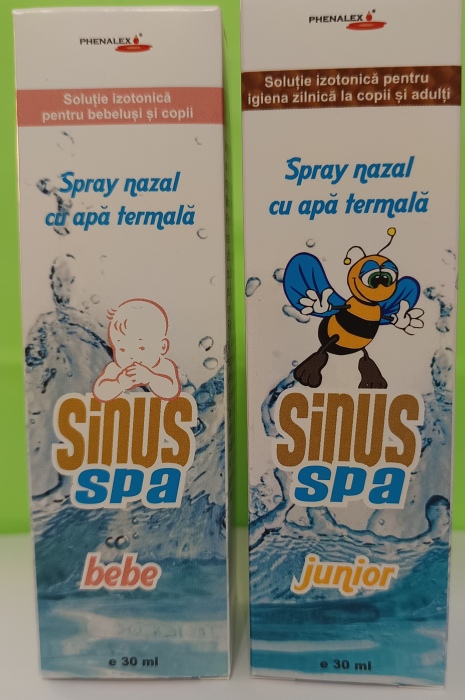 PHENALEX
Soluție izotonică
pentru bebeluși și copii
Spray nazal
cu apă termală
sinus
spa
bebe
e 30 ml
PHENALEX
Soluție izotonică pentru
igiena zilnică la copii și adulți
Spray nazal
cu apă termală
sinus
spa
junior
e 30 ml